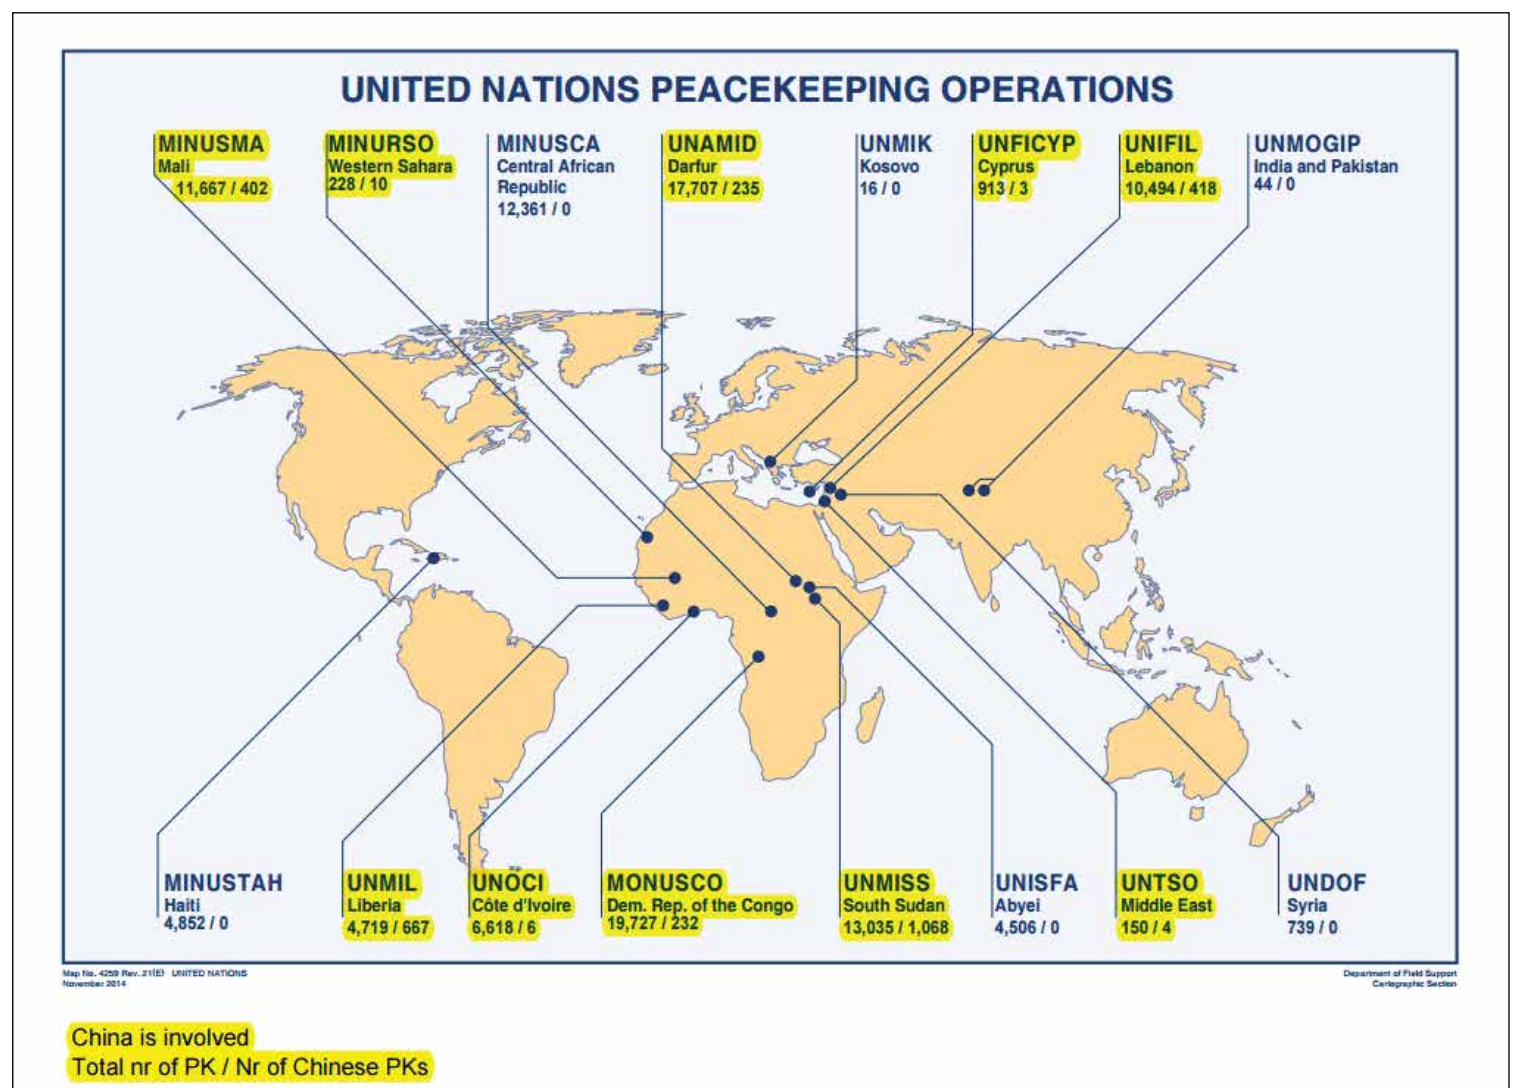 UNITED NATIONS PEACEKEEPING OPERATIONS
MINUSMA
Mali
11,667 / 402
MINURSO
Western Sahara
228 / 10
MINUSCA
Central African
Republic
12,361 / 0
UNAMID
Darfur
17,707 / 235
UNMIK
Kosovo
16 / 0
UNFICYP
Cyprus
913 / 3
UNIFIL
Lebanon
10,494 / 418
UNMOGIP
India and Pakistan
44 / 0
MINUSTAH
Haiti
4,852 / 0
UNMIL
Liberia
4,719 / 667
UNOCI
Côte d'Ivoire
6,618 / 6
MONUSCO
Dem. Rep. of the Congo
19,727 / 232
UNMISS
South Sudan
13,035 / 1,068
UNISFA
Abyei
4,506 / 0
UNTSO
Middle East
150 / 4
UNDOF
Syria
739 / 0
Map No. 4259 Rev. 21(E) UNITED NATIONS
November 2014
Department of Field Support
Cartographic Section
China is involved
Total nr of PK / Nr of Chinese PKs